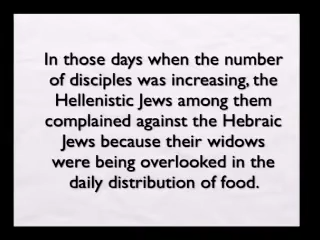 In those days when the number
of disciples was increasing, the
Hellenistic Jews among them
complained against the Hebraic
Jews because their widows
were being overlooked in the
daily distribution of food.